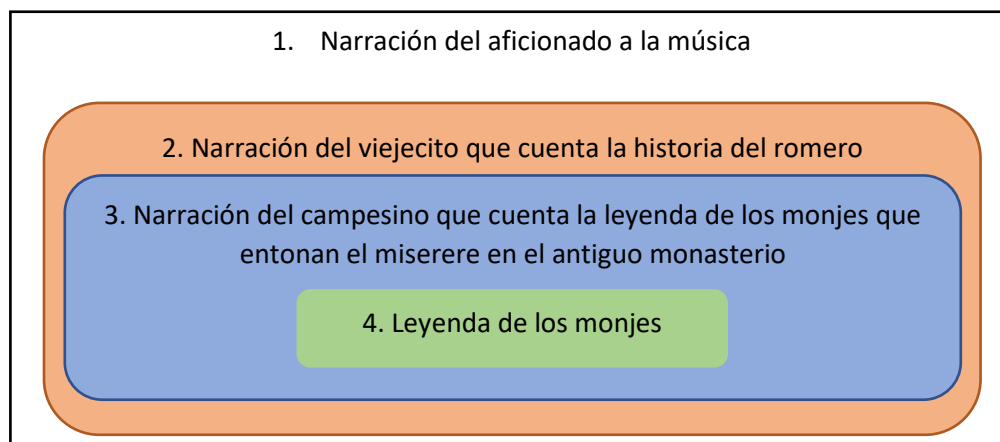 1. Narración del aficionado a la música
2. Narración del viejecito que cuenta la historia del romero
3. Narración del campesino que cuenta la leyenda de los monjes que
entonan el miserere en el antiguo monasterio
4. Leyenda de los monjes